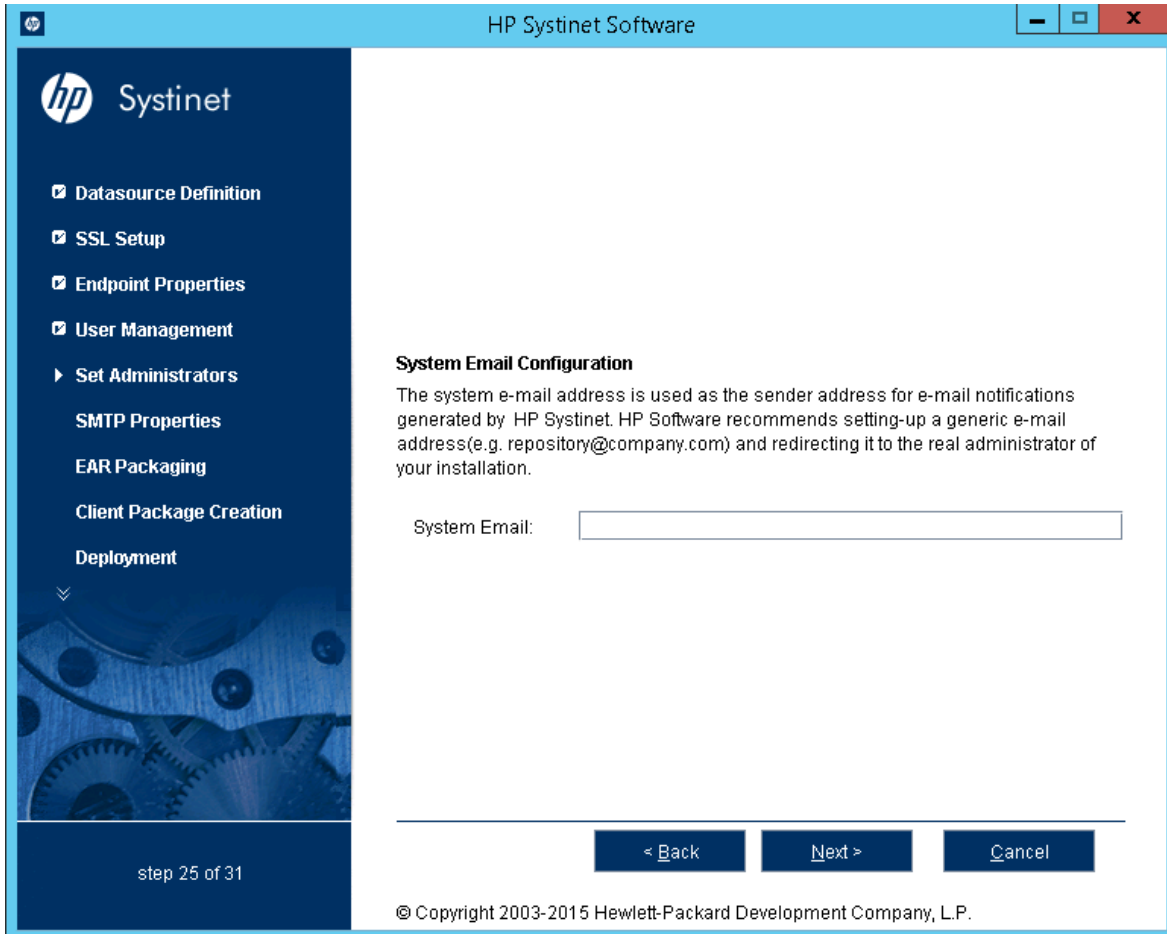 HP Systinet Software
hp Systinet
Datasource Definition
SSL Setup
Endpoint Properties
User Management
Set Administrators
SMTP Properties
EAR Packaging
Client Package Creation
Deployment
step 25 of 31
System Email Configuration
The system e-mail address is used as the sender address for e-mail notifications
generated by HP Systinet. HP Software recommends setting-up a generic e-mail
address(e.g. repository@company.com) and redirecting it to the real administrator of
your installation.
System Email:
< Back
Next >
Cancel
© Copyright 2003-2015 Hewlett-Packard Development Company, L.P.